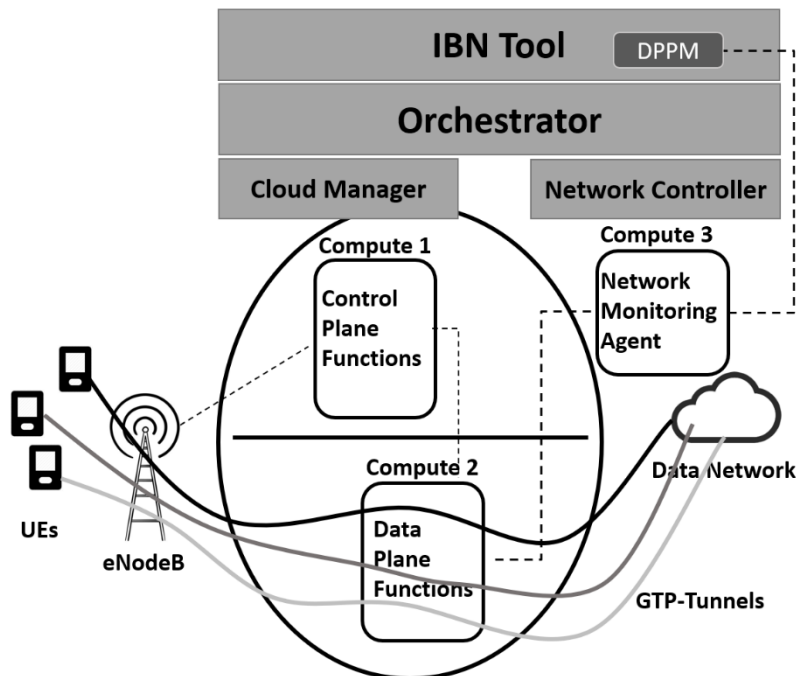 IBN Tool
DPPM
Orchestrator
Cloud Manager
Network Controller
Compute 1
Compute 3
Control
Plane
Functions
Network
Monitoring
Agent
Compute 2
Data Network
UEs
eNodeB
Data
Plane
Functions
GTP-Tunnels